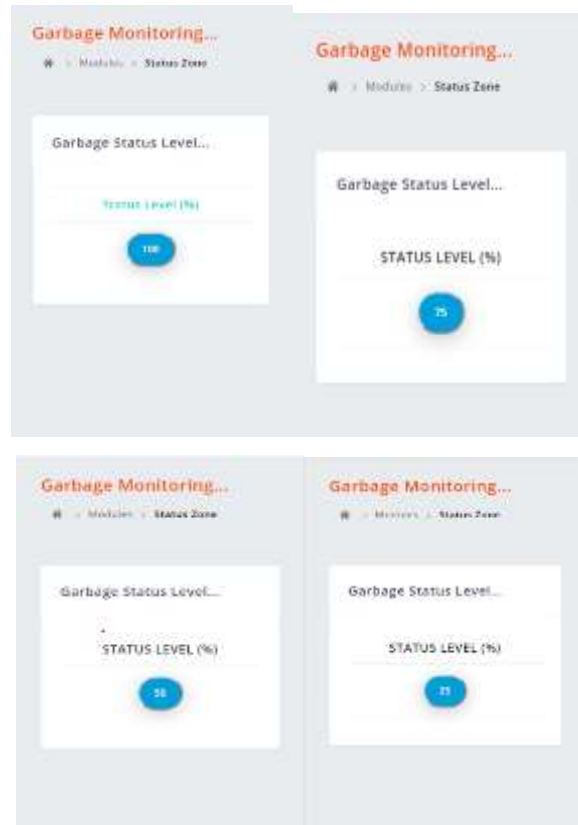 Garbage Monitoring...
> Modules > Status Zone
Garbage Status Level...
Status Level (%)
100
Garbage Monitoring...
> Modules > Status Zone
Garbage Status Level...
STATUS LEVEL (%)
75
Garbage Monitoring...
> Modules > Status Zone
Garbage Status Level...
STATUS LEVEL (%)
50
Garbage Monitoring...
> Modules > Status Zone
Garbage Status Level...
STATUS LEVEL (%)
25